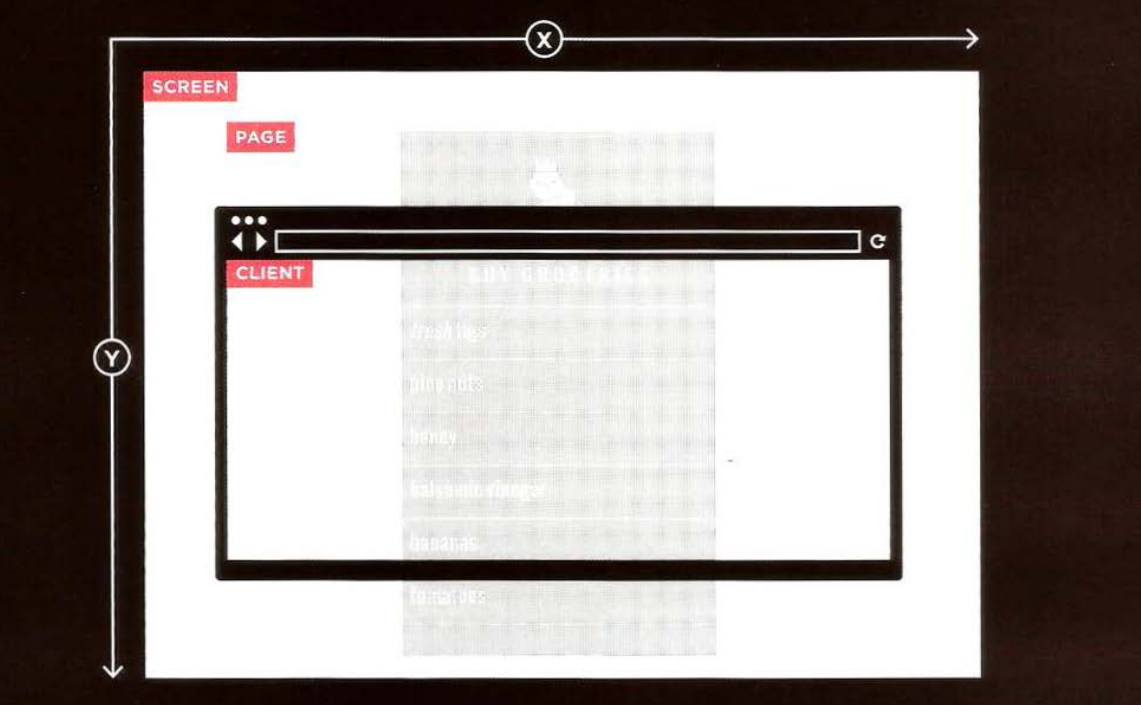 X
SCREEN
PAGE
CLIENT
BUY GROCERIES
Y
fresh figs
pine nuts
honey
balsamic vinegar
bananas
tomatoes